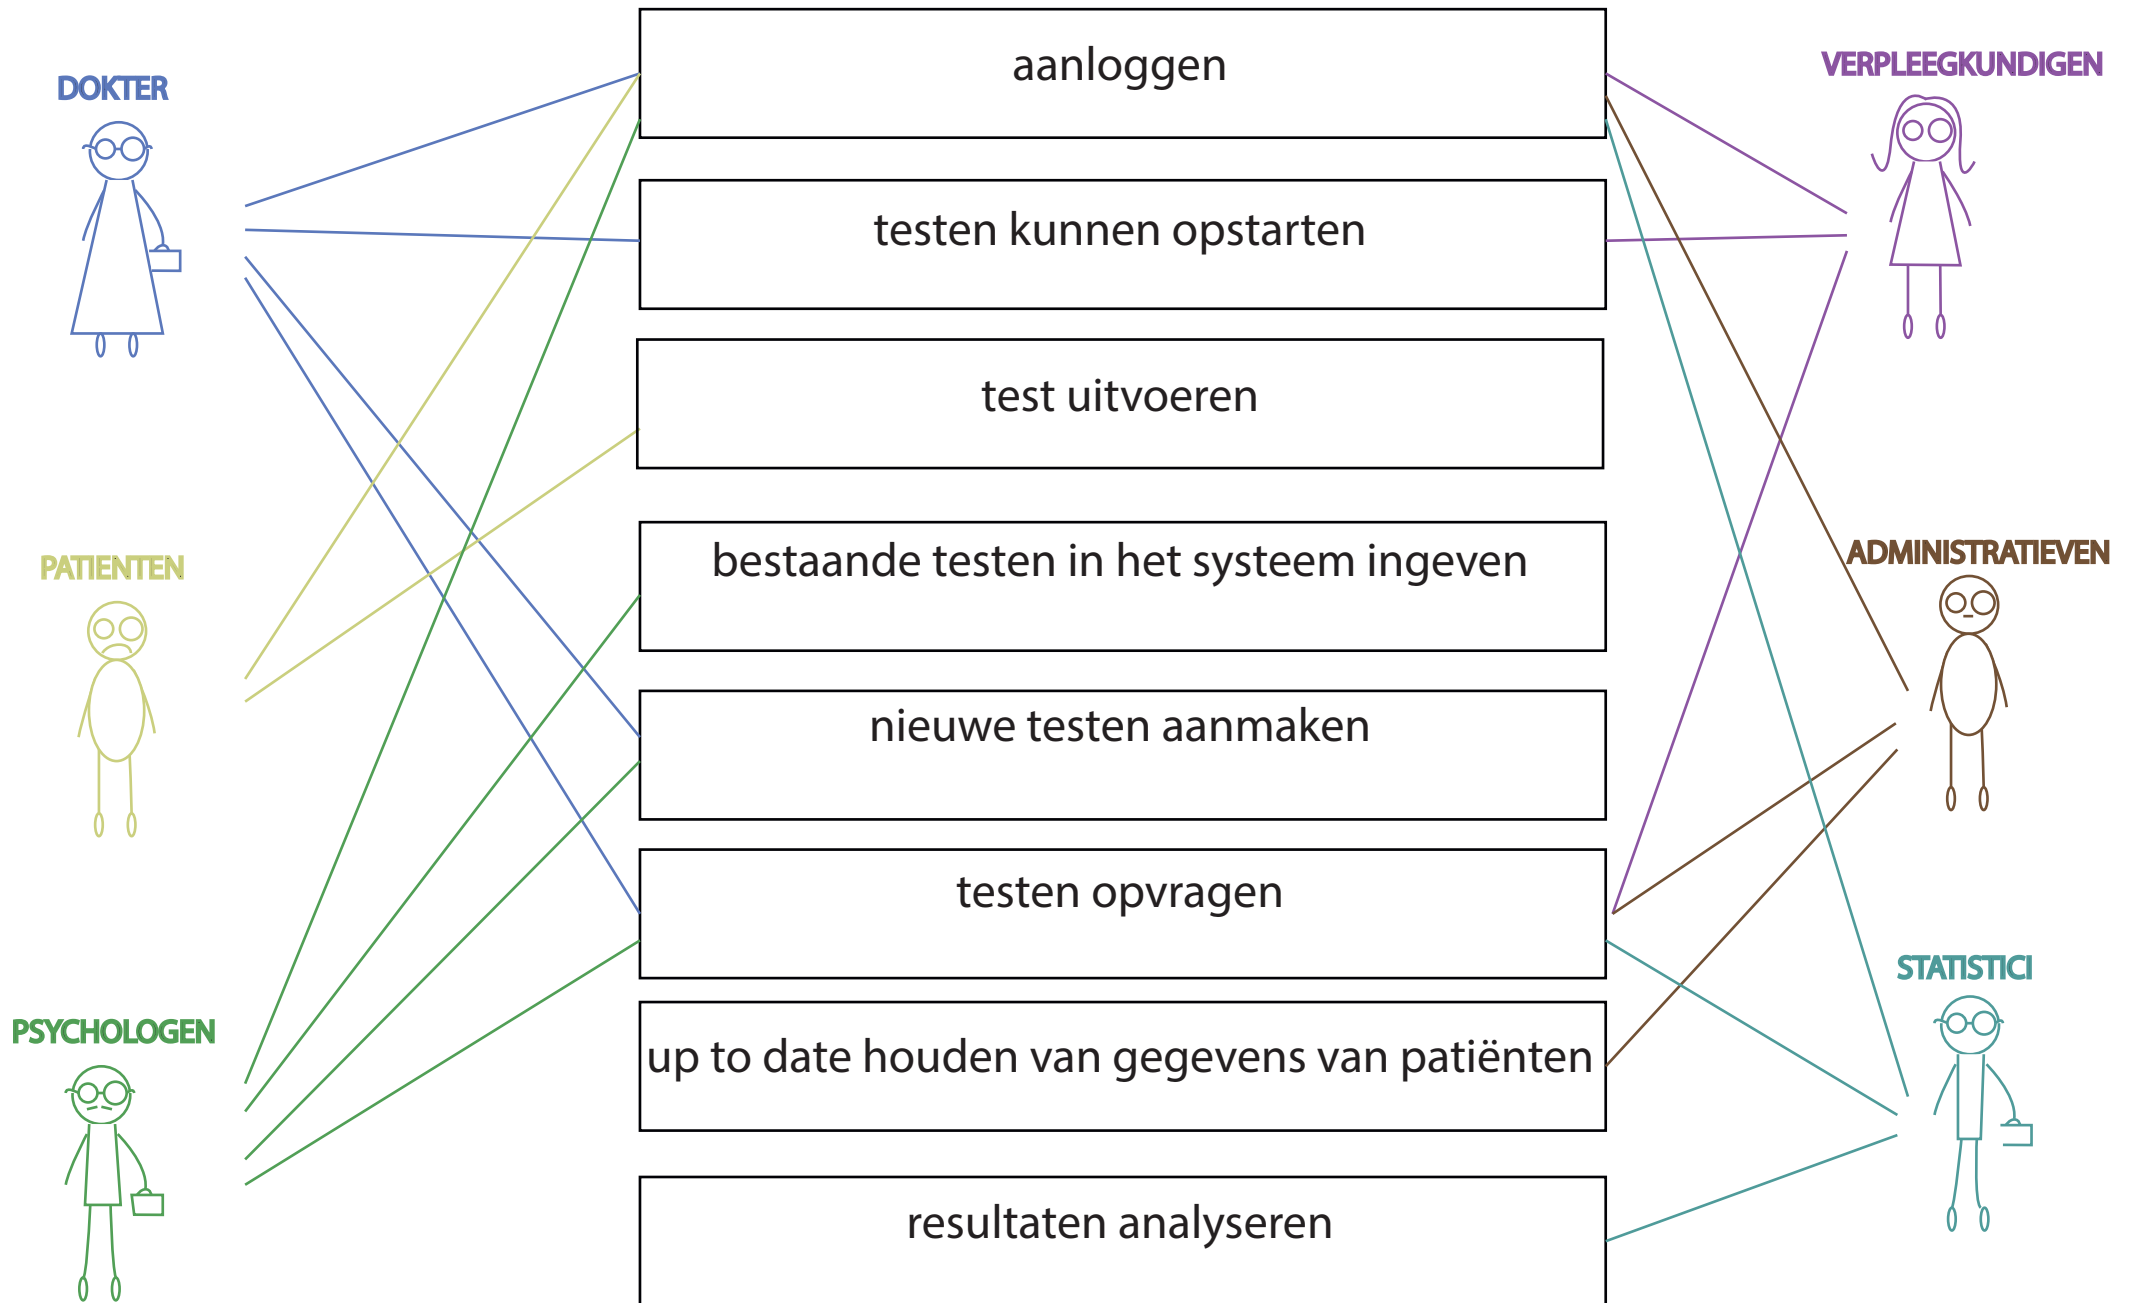 DOKTER
PATIENTEN
PSYCHOLOGEN
aanloggen
testen kunnen opstarten
test uitvoeren
bestaande testen in het systeem ingeven
nieuwe testen aanmaken
testen opvragen
up to date houden van gegevens van patiënten
resultaten analyseren
VERPLEEGKUNDIGEN
ADMINISTRATIEVEN
STATISTICI